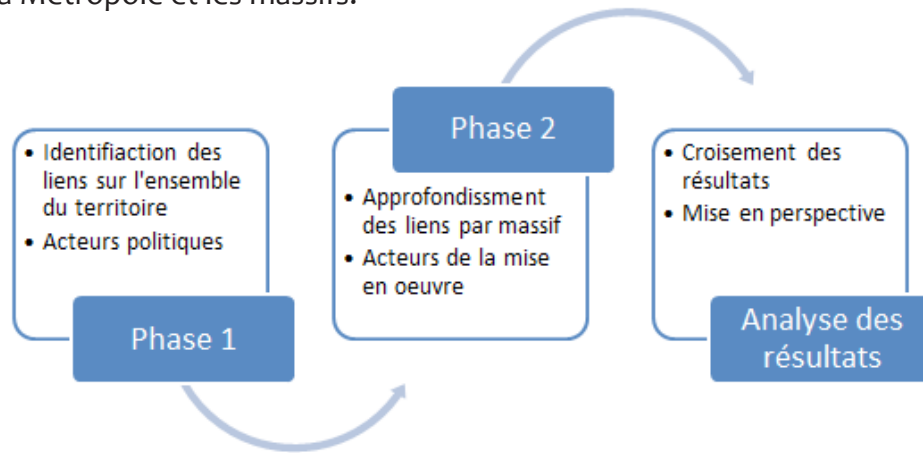 a Métropole et les massifs.
• Identifiaction des
liens sur l'ensemble
du territoire
• Acteurs politiques
Phase 1
Phase 2
• Approfondissment
des liens par massif
• Acteurs de la mise
en oeuvre
• Croisement des
résultats
• Mise en perspective
Analyse des
résultats